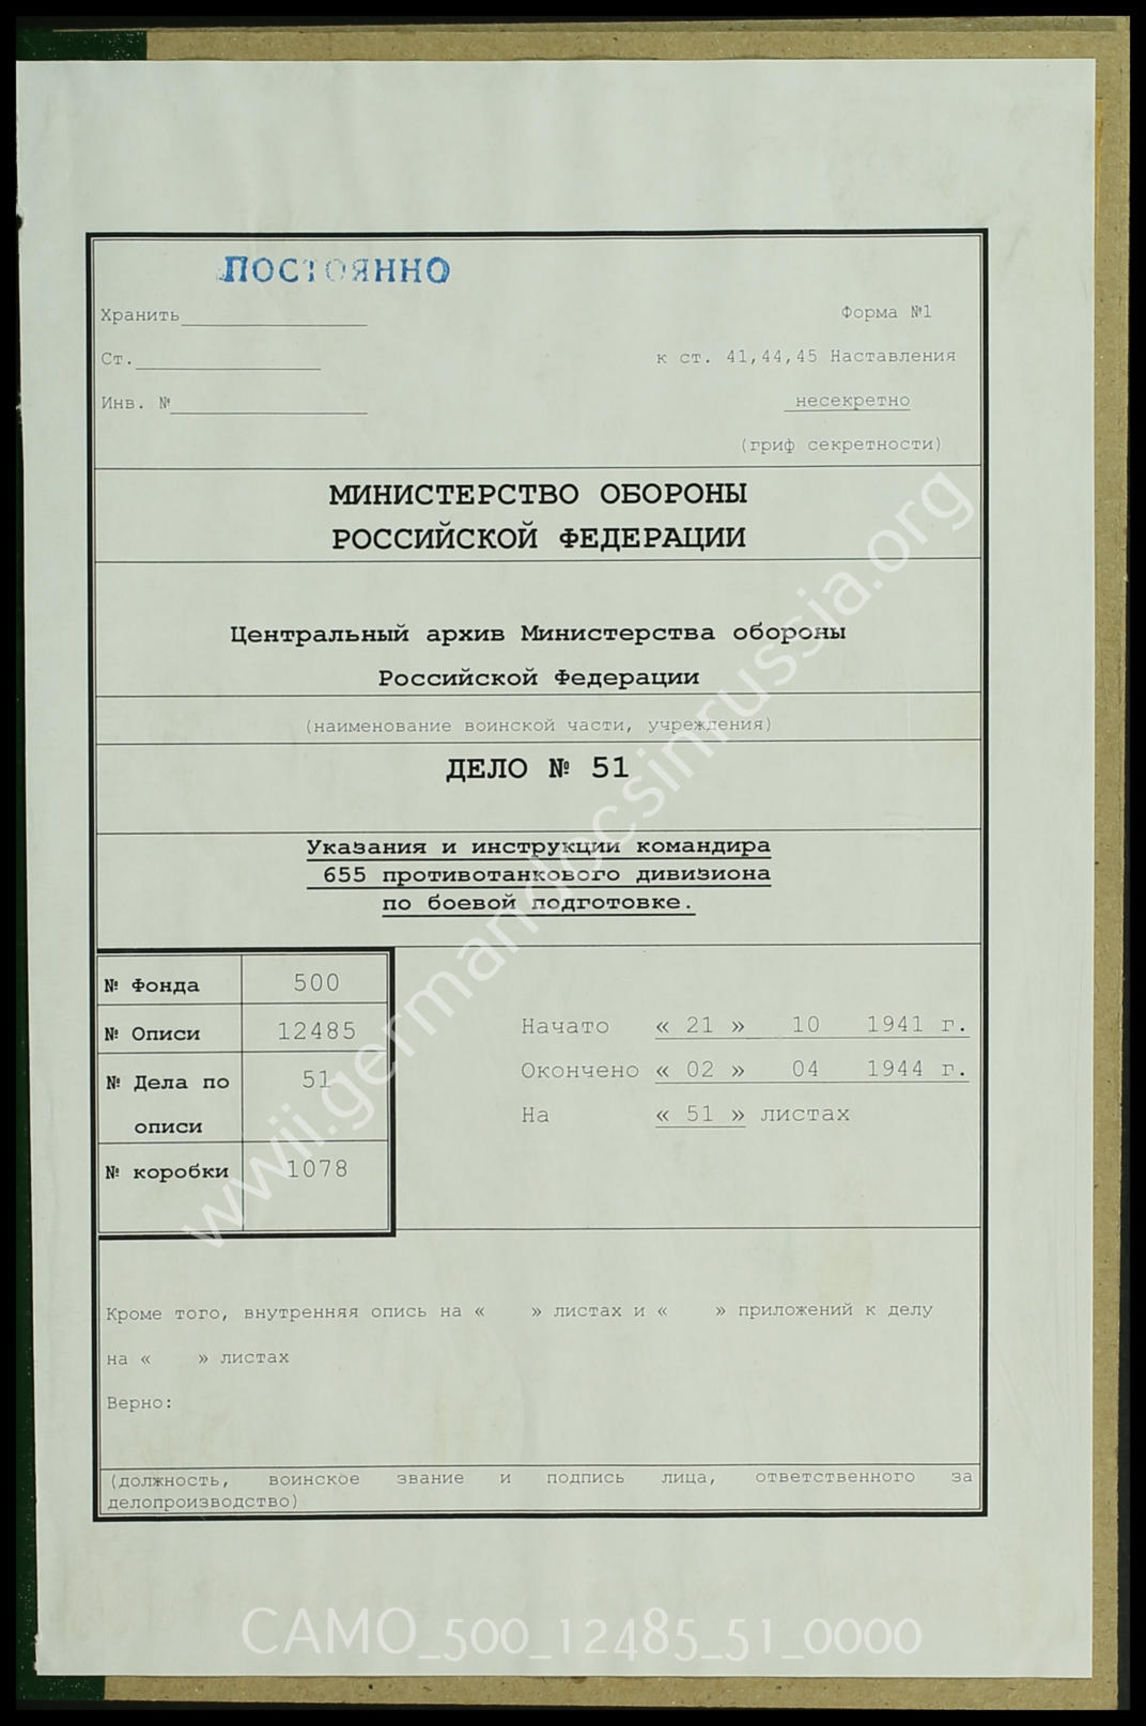 ПОСТОЯННО
Хранить
Форма №1
Ст.
к ст. 41,44,45 Наставления
Инв. №
несекретно
(гриф секретности)
МИНИСТЕРСТВО ОБОРОНЫ
РОССИЙСКОЙ ФЕДЕРАЦИИ
Центральный архив Министерства обороны
Российской Федерации
(наименование воинской части, учреждения)
ДЕЛО № 51
Указания и инструкции командира
655 противотанкового дивизиона
по боевой подготовке.
№ Фонда 500
№ Описи 12485
№ Дела по описи 51
№ коробки 1078
Начато « 21 » 10 1941 г.
Окончено « 02 » 04 1944 г.
На « 51 » листах
Кроме того, внутренняя опись на « » листах и « » приложений к делу
на « » листах
Верно:
(должность, воинское звание и подпись лица, ответственного за
делопроизводство)
www.germandocsinrussia.org
CAMO_500_12485_51_0000